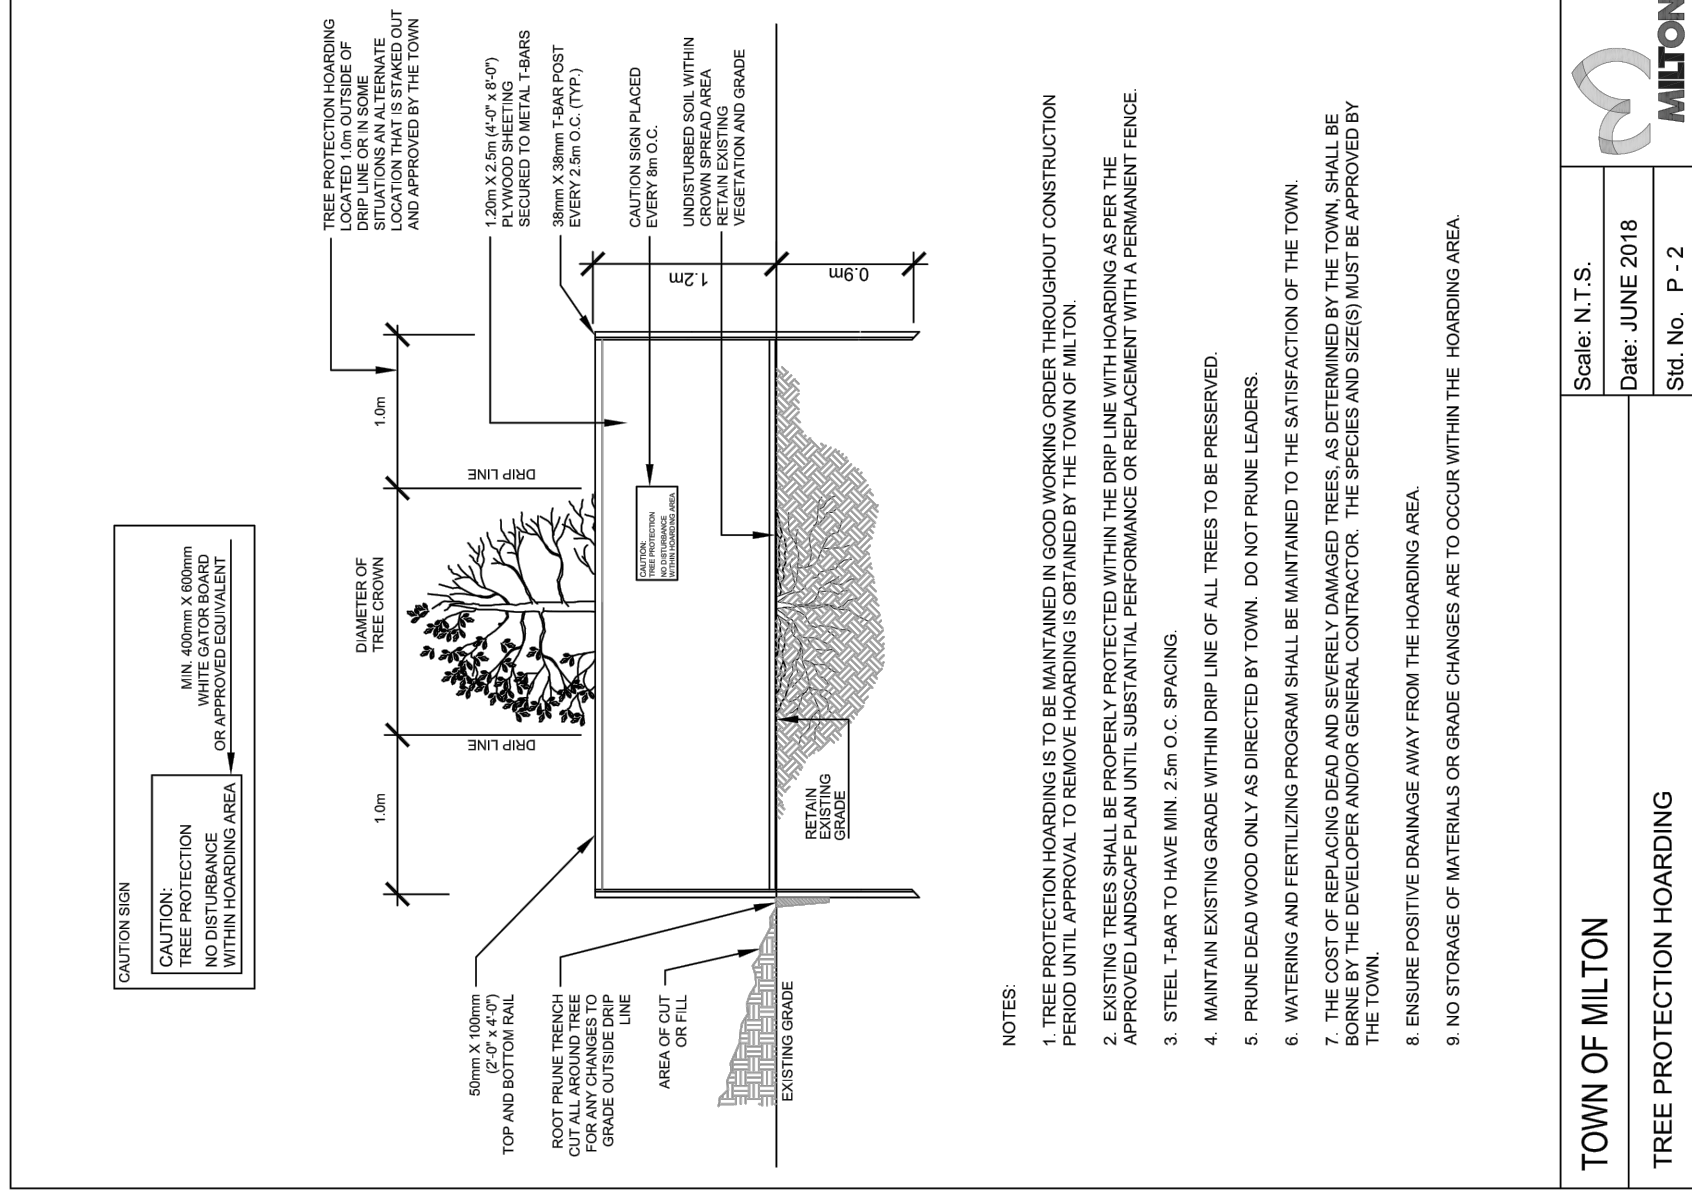 CAUTION SIGN
CAUTION:
TREE PROTECTION
NO DISTURBANCE
WITHIN HOARDING AREA
MIN. 400mm X 600mm
WHITE GATOR BOARD
OR APPROVED EQUIVALENT
TREE PROTECTION HOARDING
LOCATED 1.0m OUTSIDE OF
DRIP LINE OR IN SOME
SITUATIONS AN ALTERNATE
LOCATION THAT IS STAKED OUT
AND APPROVED BY THE TOWN
1.0m
DIAMETER OF
TREE CROWN
1.0m
DRIP LINE
DRIP LINE
1.20m X 2.5m (4'-0" x 8'-0")
PLYWOOD SHEETING
SECURED TO METAL T-BARS
38mm X 38mm T-BAR POST
EVERY 2.5m O.C. (TYP.)
CAUTION SIGN PLACED
EVERY 8m O.C.
UNDISTURBED SOIL WITHIN
CROWN SPREAD AREA
RETAIN EXISTING
VEGETATION AND GRADE
50mm X 100mm
(2'-0" x 4'-0")
TOP AND BOTTOM RAIL
ROOT PRUNE TRENCH
CUT ALL AROUND TREE
FOR ANY CHANGES TO
GRADE OUTSIDE DRIP
LINE
AREA OF CUT
OR FILL
EXISTING GRADE
CAUTION:
TREE PROTECTION
NO DISTURBANCE
WITHIN HOARDING AREA
1.2m
0.9m
RETAIN
EXISTING
GRADE
NOTES:
1. TREE PROTECTION HOARDING IS TO BE MAINTAINED IN GOOD WORKING ORDER THROUGHOUT CONSTRUCTION
PERIOD UNTIL APPROVAL TO REMOVE HOARDING IS OBTAINED BY THE TOWN OF MILTON.
2. EXISTING TREES SHALL BE PROPERLY PROTECTED WITHIN THE DRIP LINE WITH HOARDING AS PER THE
APPROVED LANDSCAPE PLAN UNTIL SUBSTANTIAL PERFORMANCE OR REPLACEMENT WITH A PERMANENT FENCE.
3. STEEL T-BAR TO HAVE MIN. 2.5m O.C. SPACING.
4. MAINTAIN EXISTING GRADE WITHIN DRIP LINE OF ALL TREES TO BE PRESERVED.
5. PRUNE DEAD WOOD ONLY AS DIRECTED BY TOWN. DO NOT PRUNE LEADERS.
6. WATERING AND FERTILIZING PROGRAM SHALL BE MAINTAINED TO THE SATISFACTION OF THE TOWN.
7. THE COST OF REPLACING DEAD AND SEVERELY DAMAGED TREES, AS DETERMINED BY THE TOWN, SHALL BE
BORNE BY THE DEVELOPER AND/OR GENERAL CONTRACTOR. THE SPECIES AND SIZE(S) MUST BE APPROVED BY
THE TOWN.
8. ENSURE POSITIVE DRAINAGE AWAY FROM THE HOARDING AREA.
9. NO STORAGE OF MATERIALS OR GRADE CHANGES ARE TO OCCUR WITHIN THE HOARDING AREA.
TOWN OF MILTON
TREE PROTECTION HOARDING
Scale: N.T.S.
Date: JUNE 2018
Std. No. P - 2
MILTON